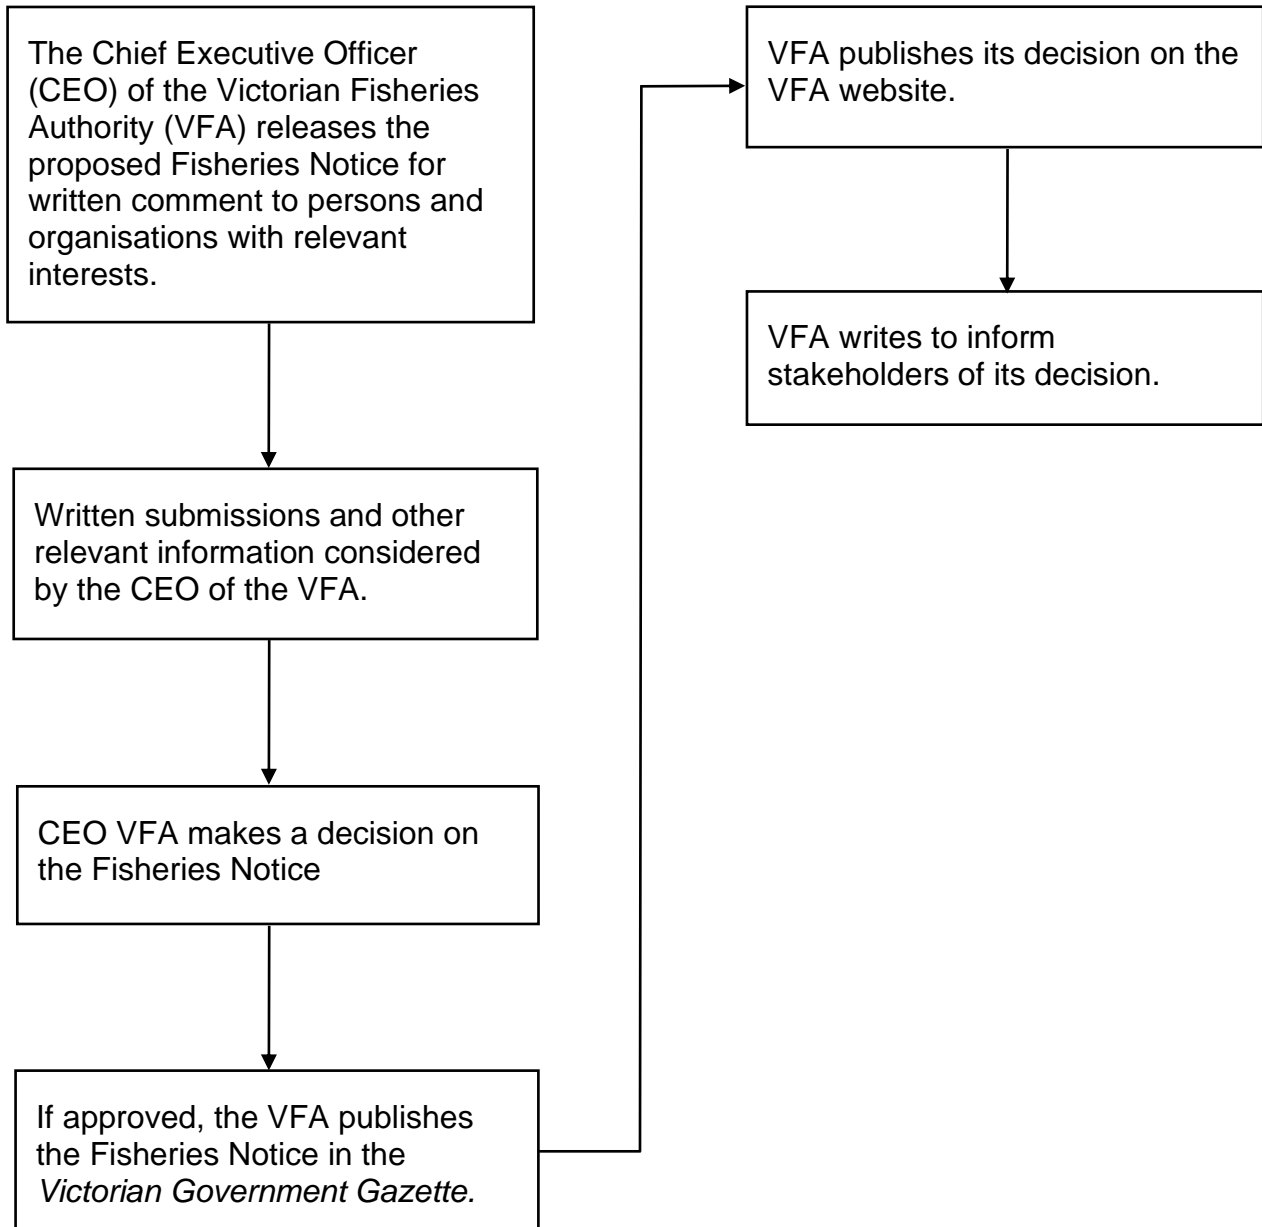 The Chief Executive Officer
(CEO) of the Victorian Fisheries
Authority (VFA) releases the
proposed Fisheries Notice for
written comment to persons and
organisations with relevant
interests.
Written submissions and other
relevant information considered
by the CEO of the VFA.
CEO VFA makes a decision on
the Fisheries Notice
If approved, the VFA publishes
the Fisheries Notice in the
Victorian Government Gazette.
VFA publishes its decision on the
VFA website.
VFA writes to inform
stakeholders of its decision.